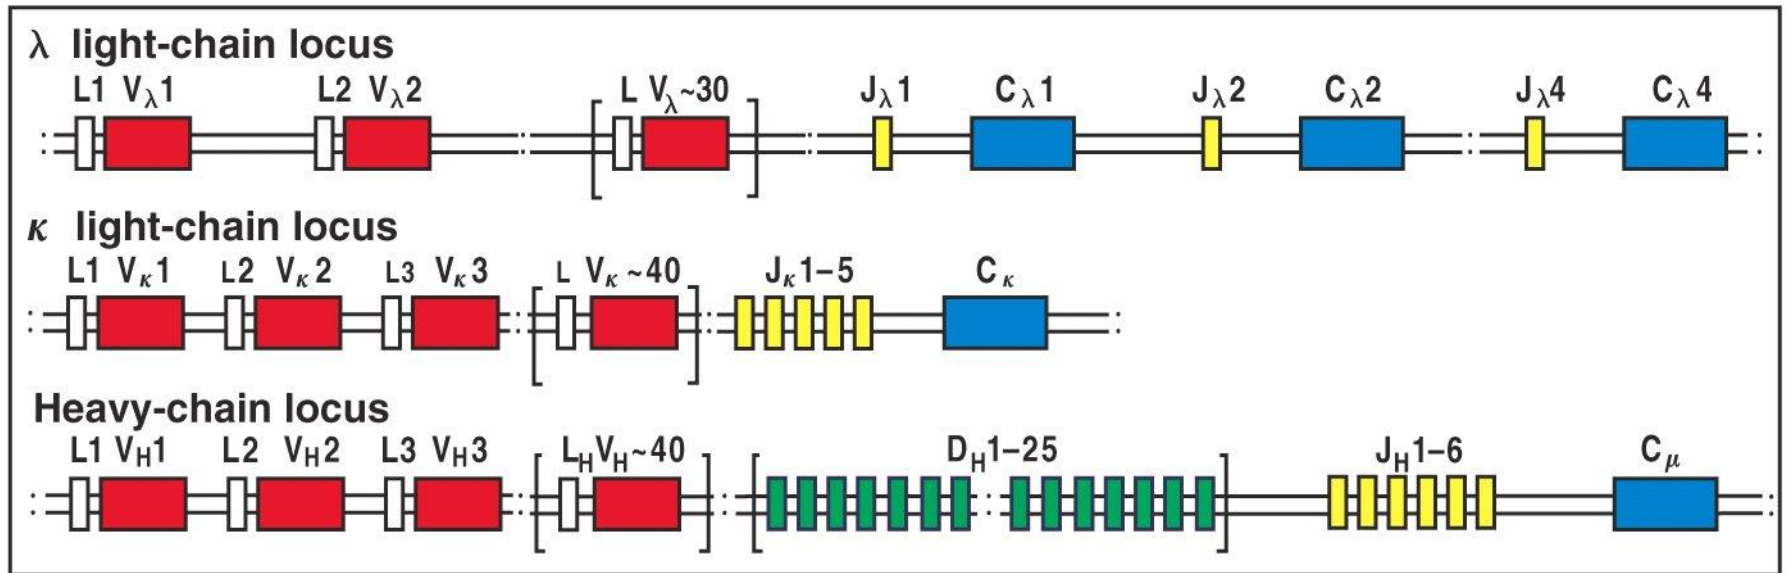 λ light-chain locus
L1 Vλ1 L2 Vλ2 L Vλ~30 Jλ1 Cλ1 Jλ2 Cλ2 Jλ4 Cλ4
κ light-chain locus
L1 Vκ1 L2 Vκ2 L3 Vκ3 L Vκ~40 Jκ1–5 Cκ
Heavy-chain locus
L1 VH1 L2 VH2 L3 VH3 LHVH~40 DH1–25 JH1–6 Cμ